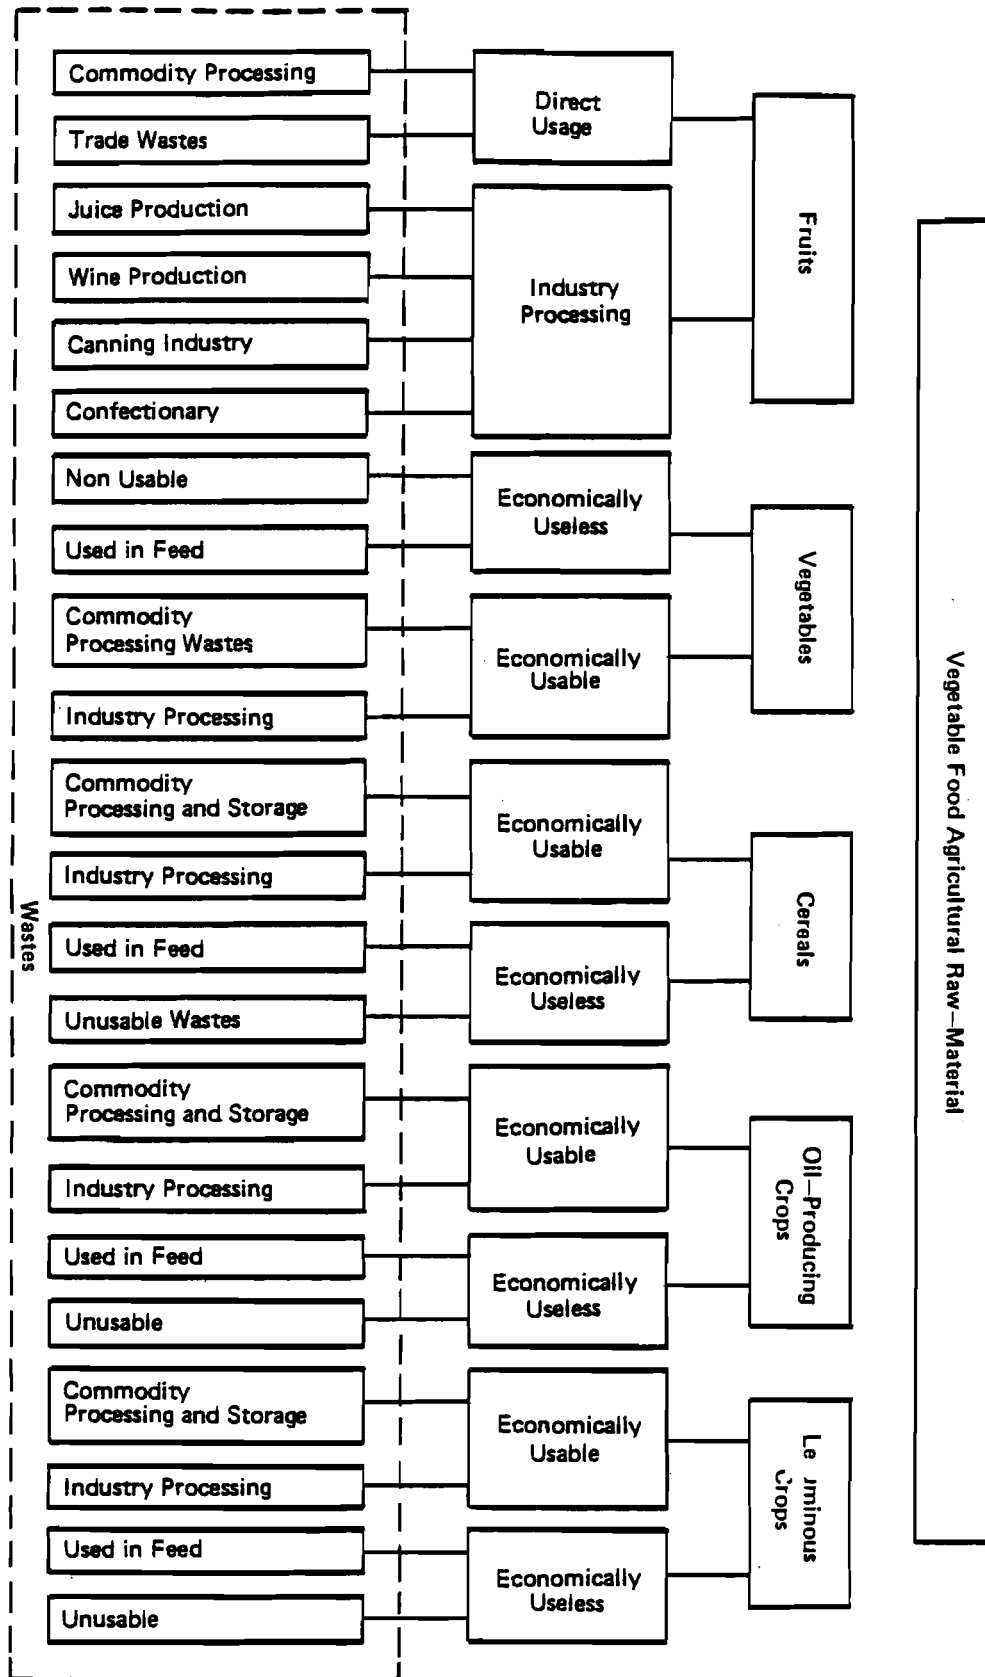 Commodity Processing
Trade Wastes
Juice Production
Wine Production
Canning Industry
Confectionary
Non Usable
Used in Feed
Commodity
Processing Wastes
Industry Processing
Commodity
Processing and Storage
Industry Processing
Used in Feed
Unusable Wastes
Commodity
Processing and Storage
Industry Processing
Used in Feed
Unusable
Commodity
Processing and Storage
Industry Processing
Used in Feed
Unusable
Wastes
Direct
Usage
Industry
Processing
Economically
Useless
Economically
Usable
Economically
Usable
Economically
Useless
Economically
Usable
Economically
Useless
Economically
Usable
Economically
Useless
Fruits
Vegetables
Cereals
Oil—Producing
Crops
Le uminous
Crops
Vegetable Food Agricultural Raw—Material